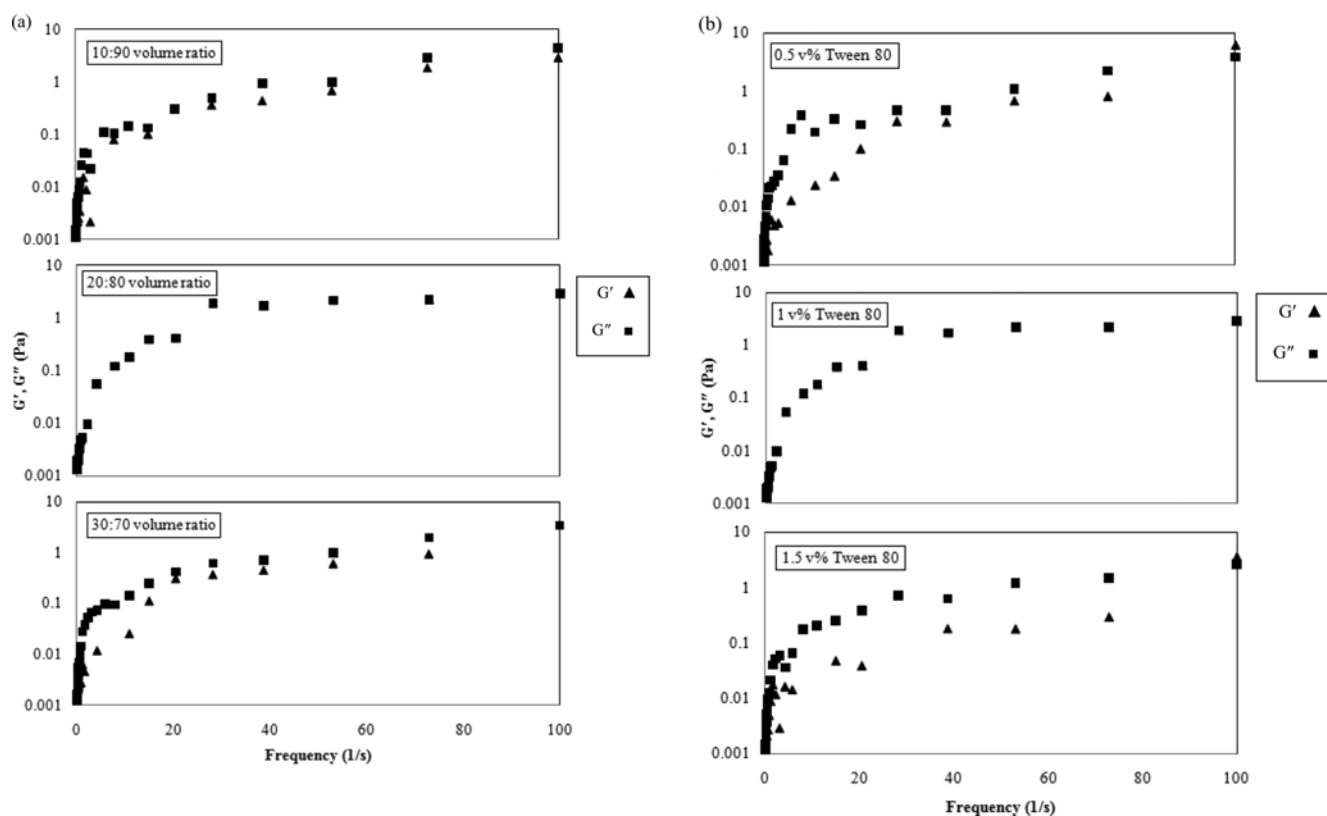 (a)
10
1
0.1
0.01
0.001
10:90 volume ratio
10
1
0.1
0.01
0.001
20:80 volume ratio
G′, G″ (Pa)
10
1
0.1
0.01
0.001
30:70 volume ratio
0 20 40 60 80 100
Frequency (1/s)
G′ ▲
G″ ■
(b)
10
1
0.1
0.01
0.001
0.5 v% Tween 80
10
1
0.1
0.01
0.001
1 v% Tween 80
G′, G″ (Pa)
10
1
0.1
0.01
0.001
1.5 v% Tween 80
0 20 40 60 80 100
Frequency (1/s)
G′ ▲
G″ ■